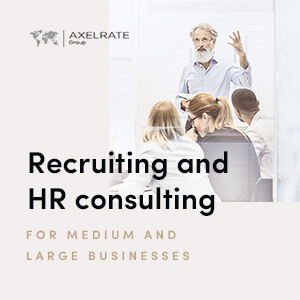 AXELRATE
Group
Recruiting and
HR consulting
FOR MEDIUM AND
LARGE BUSINESSES